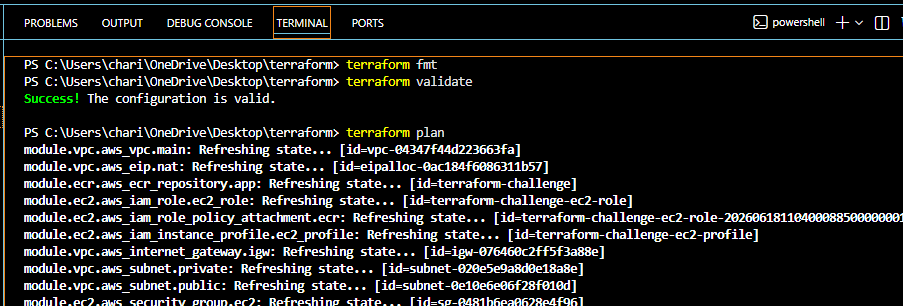 PROBLEMS OUTPUT DEBUG CONSOLE TERMINAL PORTS powershell
PS C:\Users\chari\OneDrive\Desktop\terraform> terraform fmt
PS C:\Users\chari\OneDrive\Desktop\terraform> terraform validate
Success! The configuration is valid.
PS C:\Users\chari\OneDrive\Desktop\terraform> terraform plan
module.vpc.aws_vpc.main: Refreshing state... [id=vpc-04347f44d223663fa]
module.vpc.aws_eip.nat: Refreshing state... [id=eipalloc-0ac184f6086311b57]
module.ecr.aws_ecr_repository.app: Refreshing state... [id=terraform-challenge]
module.ec2.aws_iam_role.ec2_role: Refreshing state... [id=terraform-challenge-ec2-role]
module.ec2.aws_iam_role_policy_attachment.ecr: Refreshing state... [id=terraform-challenge-ec2-role-20260618110400088500000001
module.ec2.aws_iam_instance_profile.ec2_profile: Refreshing state... [id=terraform-challenge-ec2-profile]
module.vpc.aws_internet_gateway.igw: Refreshing state... [id=igw-076460c2ff5f3a88e]
module.vpc.aws_subnet.private: Refreshing state... [id=subnet-020e5e9a8d0e18a8e]
module.vpc.aws_subnet.public: Refreshing state... [id=subnet-0e10e6e06f28f010d]
module.ec2.aws_security_group.ec2: Refreshing state... [id=sg-0481b6ea0628e4f96]